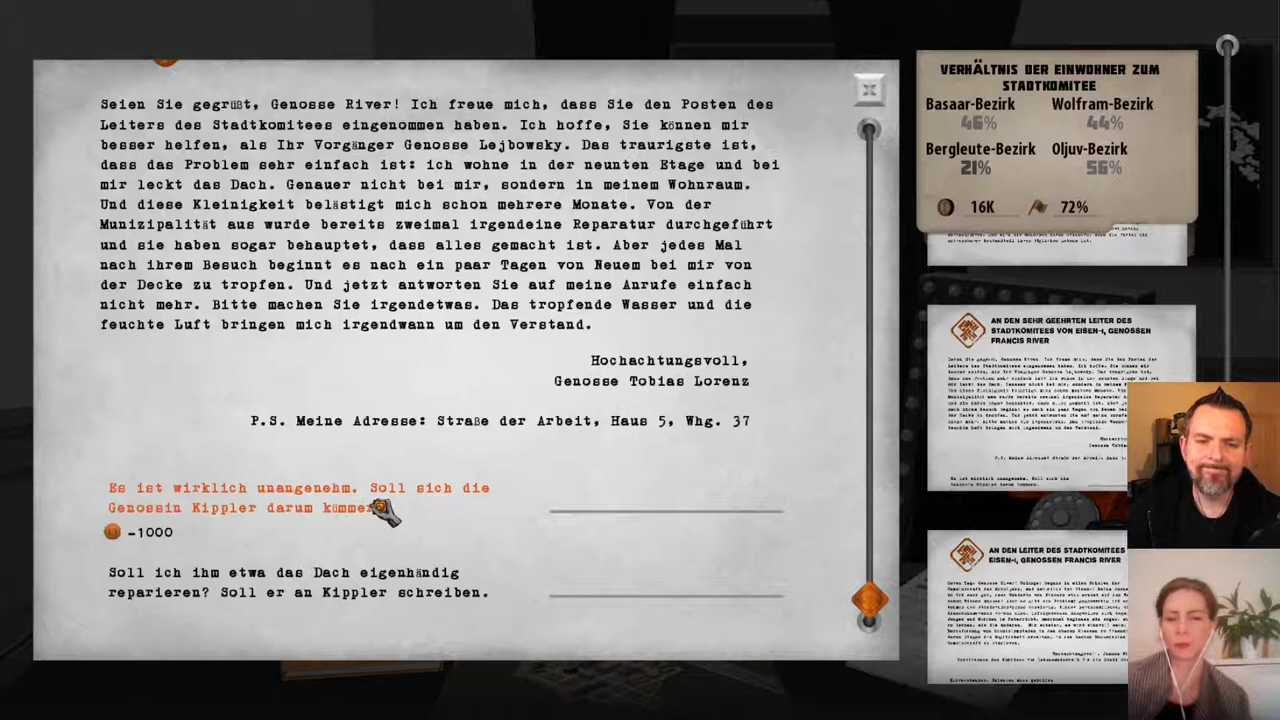 Seien Sie gegrüßt, Genosse River! Ich freue mich, dass Sie den Posten des
Leiters des Stadtkomitees eingenommen haben. Ich hoffe, Sie können mir
besser helfen, als Ihr Vorgänger Genosse Lejbowsky. Das traurigste ist,
dass das Problem sehr einfach ist: ich wohne in der neunten Etage und bei
mir leckt das Dach. Genauer nicht bei mir, sondern in meinem Wohnraum.
Und diese Kleinigkeit belästigt mich schon mehrere Monate. Von der
Munizipalität aus wurde bereits zweimal irgendeine Reparatur durchgeführt
und sie haben sogar behauptet, dass alles gemacht ist. Aber jedes Mal
nach ihrem Besuch beginnt es nach ein paar Tagen von Neuem bei mir von
der Decke zu tropfen. Und jetzt antworten Sie auf meine Anrufe einfach
nicht mehr. Bitte machen Sie irgendetwas. Das tropfende Wasser und die
feuchte Luft bringen mich irgendwann um den Verstand.
Hochachtungsvoll,
Genosse Tobias Lorenz
P.S. Meine Adresse: Straße der Arbeit, Haus 5, Whg. 37
Es ist wirklich unangenehm. Soll sich die
Genossin Kippler darum kümmer
-1000
Soll ich ihm etwa das Dach eigenhändig
reparieren? Soll er an Kippler schreiben.
VERHÄLTNIS DER EINWOHNER ZUM
STADTKOMITEE
Basaar-Bezirk Wolfram-Bezirk
46% 44%
Bergleute-Bezirk Oljuv-Bezirk
21% 56%
16K 72%
AN DEN SEHR GEEHRTEN LEITER DES
STADTKOMITEES VON EISEN-1, GENOSSEN
FRANCIS RIVER
AN DEN LEITER DES STADTKOMITEES
EISEN-1, GENOSSEN FRANCIS RIVER